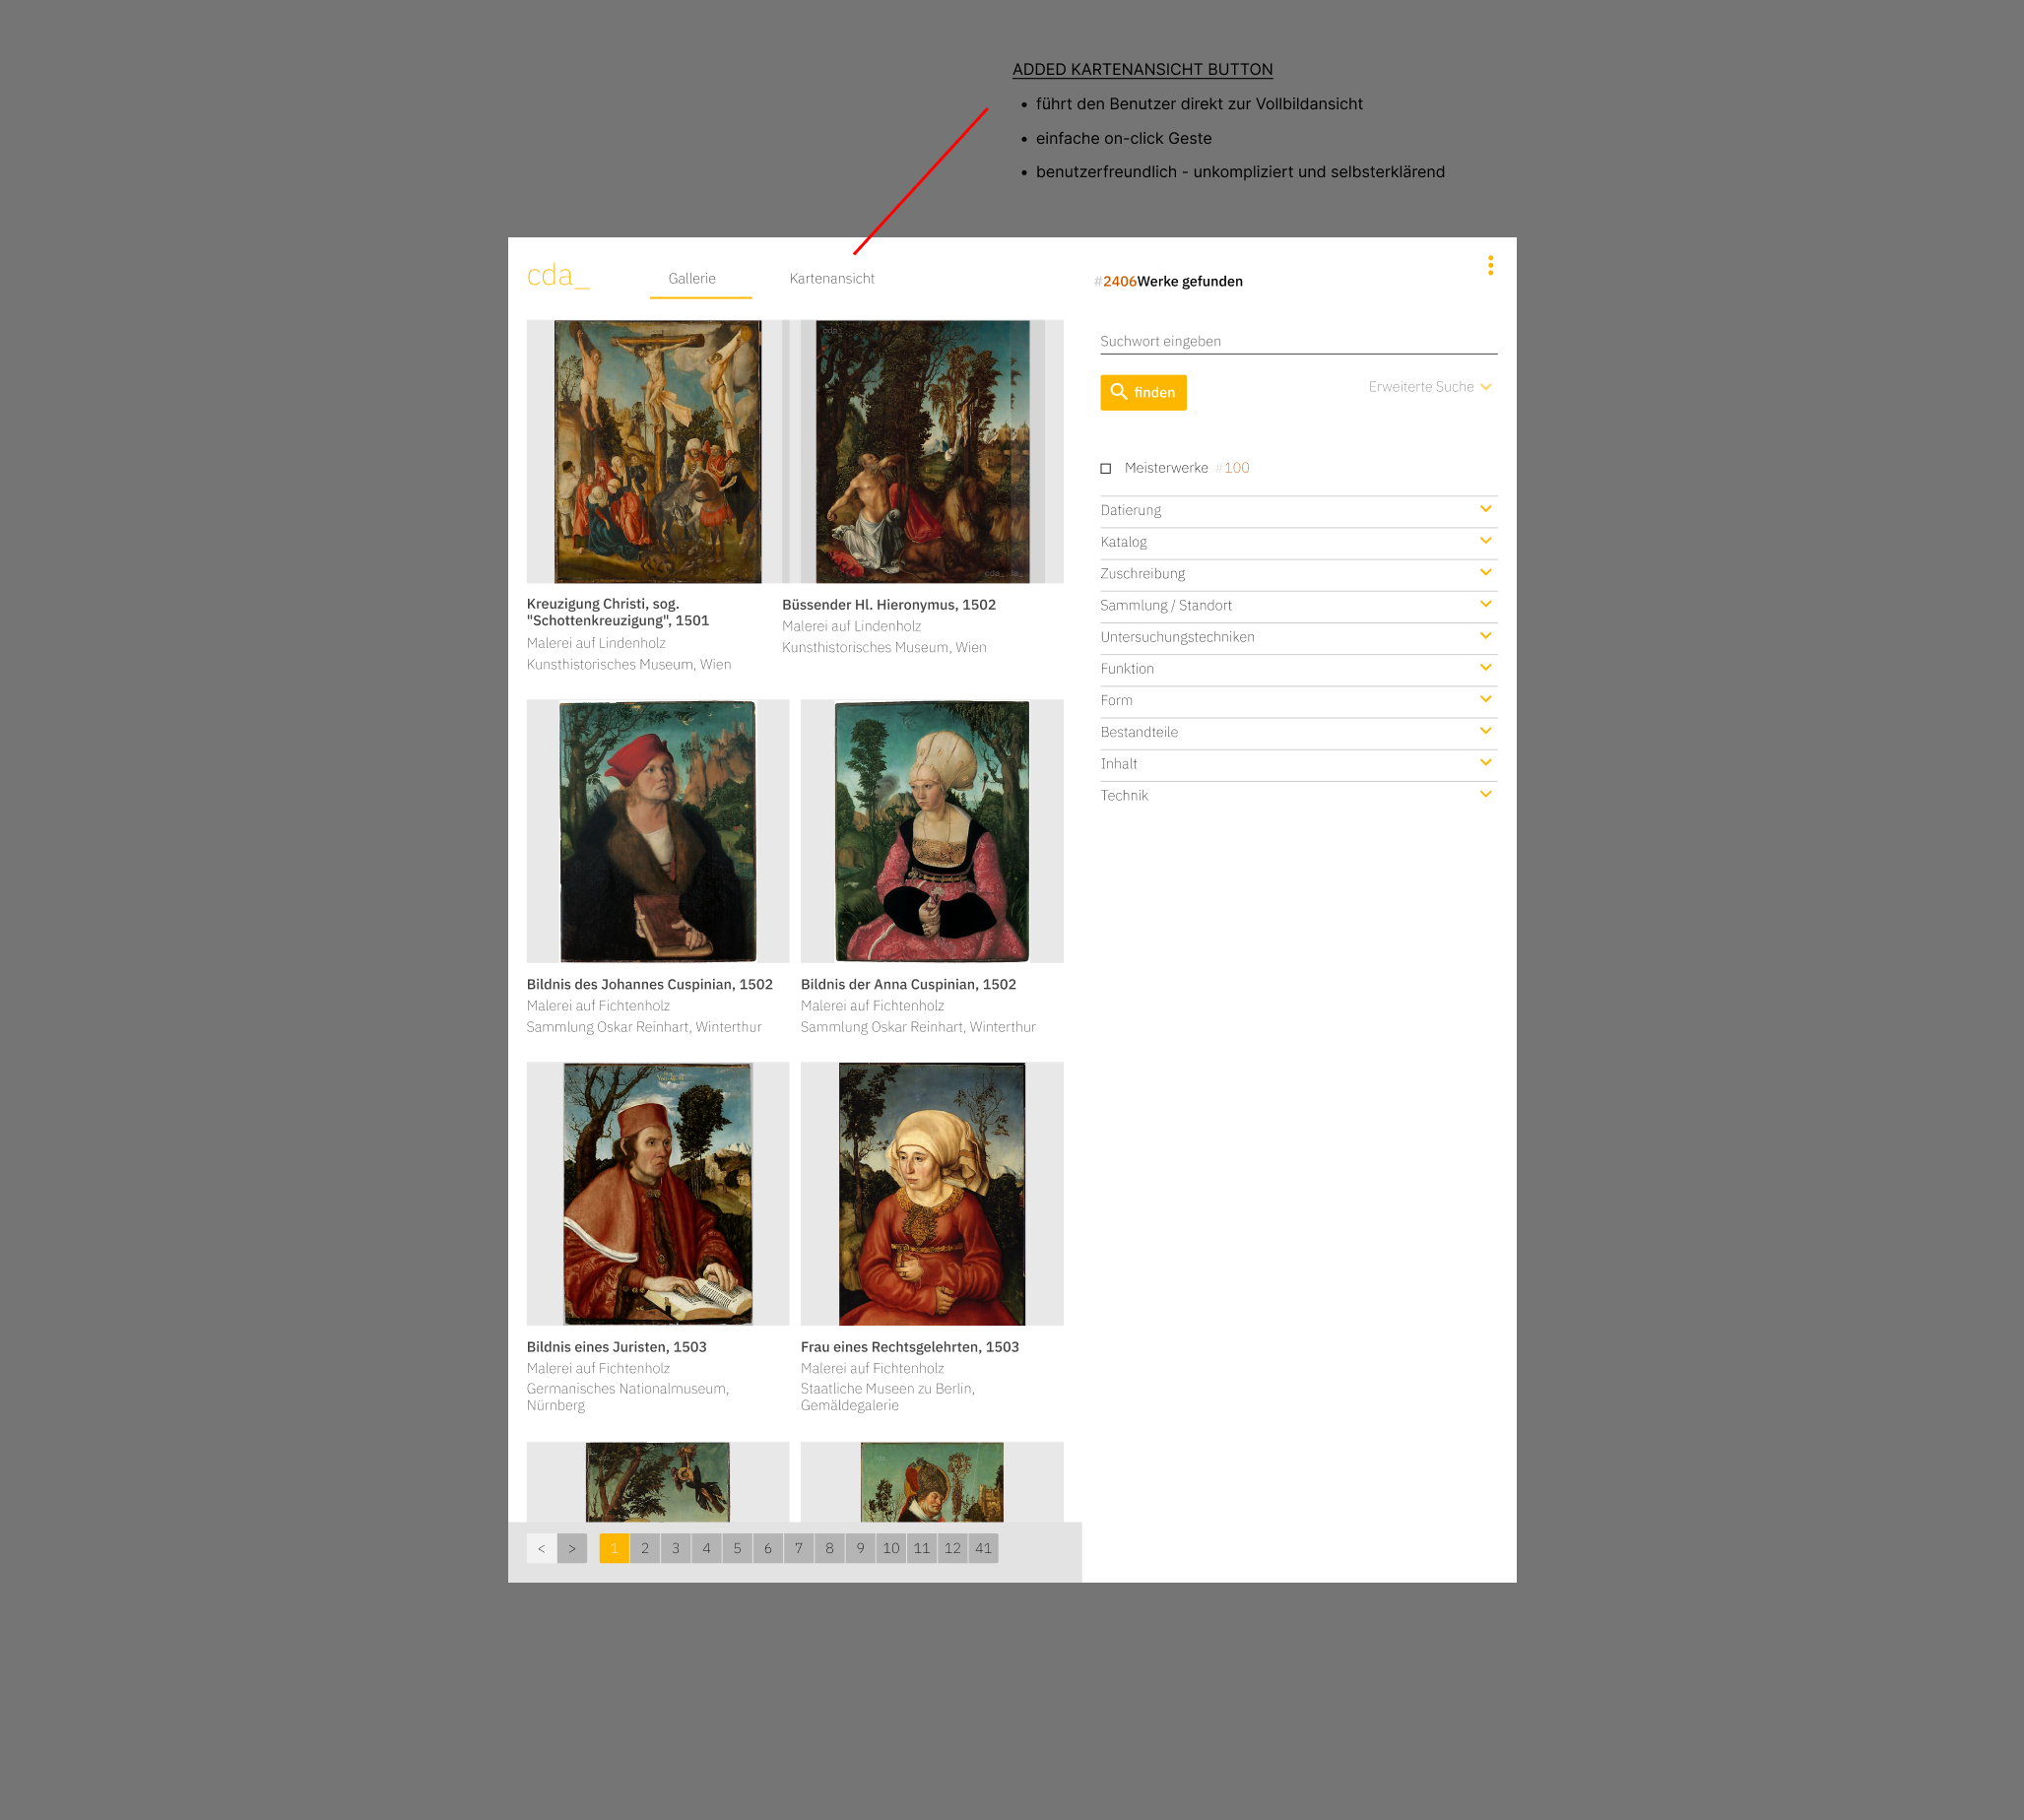 ADDED KARTENANSICHT BUTTON
• führt den Benutzer direkt zur Vollbildansicht
• einfache on-click Geste
• benutzerfreundlich - unkompliziert und selbsterklärend
cda_
Gallerie
Kartenansicht
#2406Werke gefunden
Suchwort eingeben
finden
Erweiterte Suche
Meisterwerke #100
Datierung
Katalog
Zuschreibung
Sammlung / Standort
Untersuchungstechniken
Funktion
Form
Bestandteile
Inhalt
Technik
cda_
cda_
Kreuzigung Christi, sog.
"Schottenkreuzigung", 1501
Malerei auf Lindenholz
Kunsthistorisches Museum, Wien
Büssender Hl. Hieronymus, 1502
Malerei auf Lindenholz
Kunsthistorisches Museum, Wien
Bildnis des Johannes Cuspinian, 1502
Malerei auf Fichtenholz
Sammlung Oskar Reinhart, Winterthur
Bildnis der Anna Cuspinian, 1502
Malerei auf Fichtenholz
Sammlung Oskar Reinhart, Winterthur
Bildnis eines Juristen, 1503
Malerei auf Fichtenholz
Germanisches Nationalmuseum,
Nürnberg
Frau eines Rechtsgelehrten, 1503
Malerei auf Fichtenholz
Staatliche Museen zu Berlin,
Gemäldegalerie
< > 1 2 3 4 5 6 7 8 9 10 11 12 41